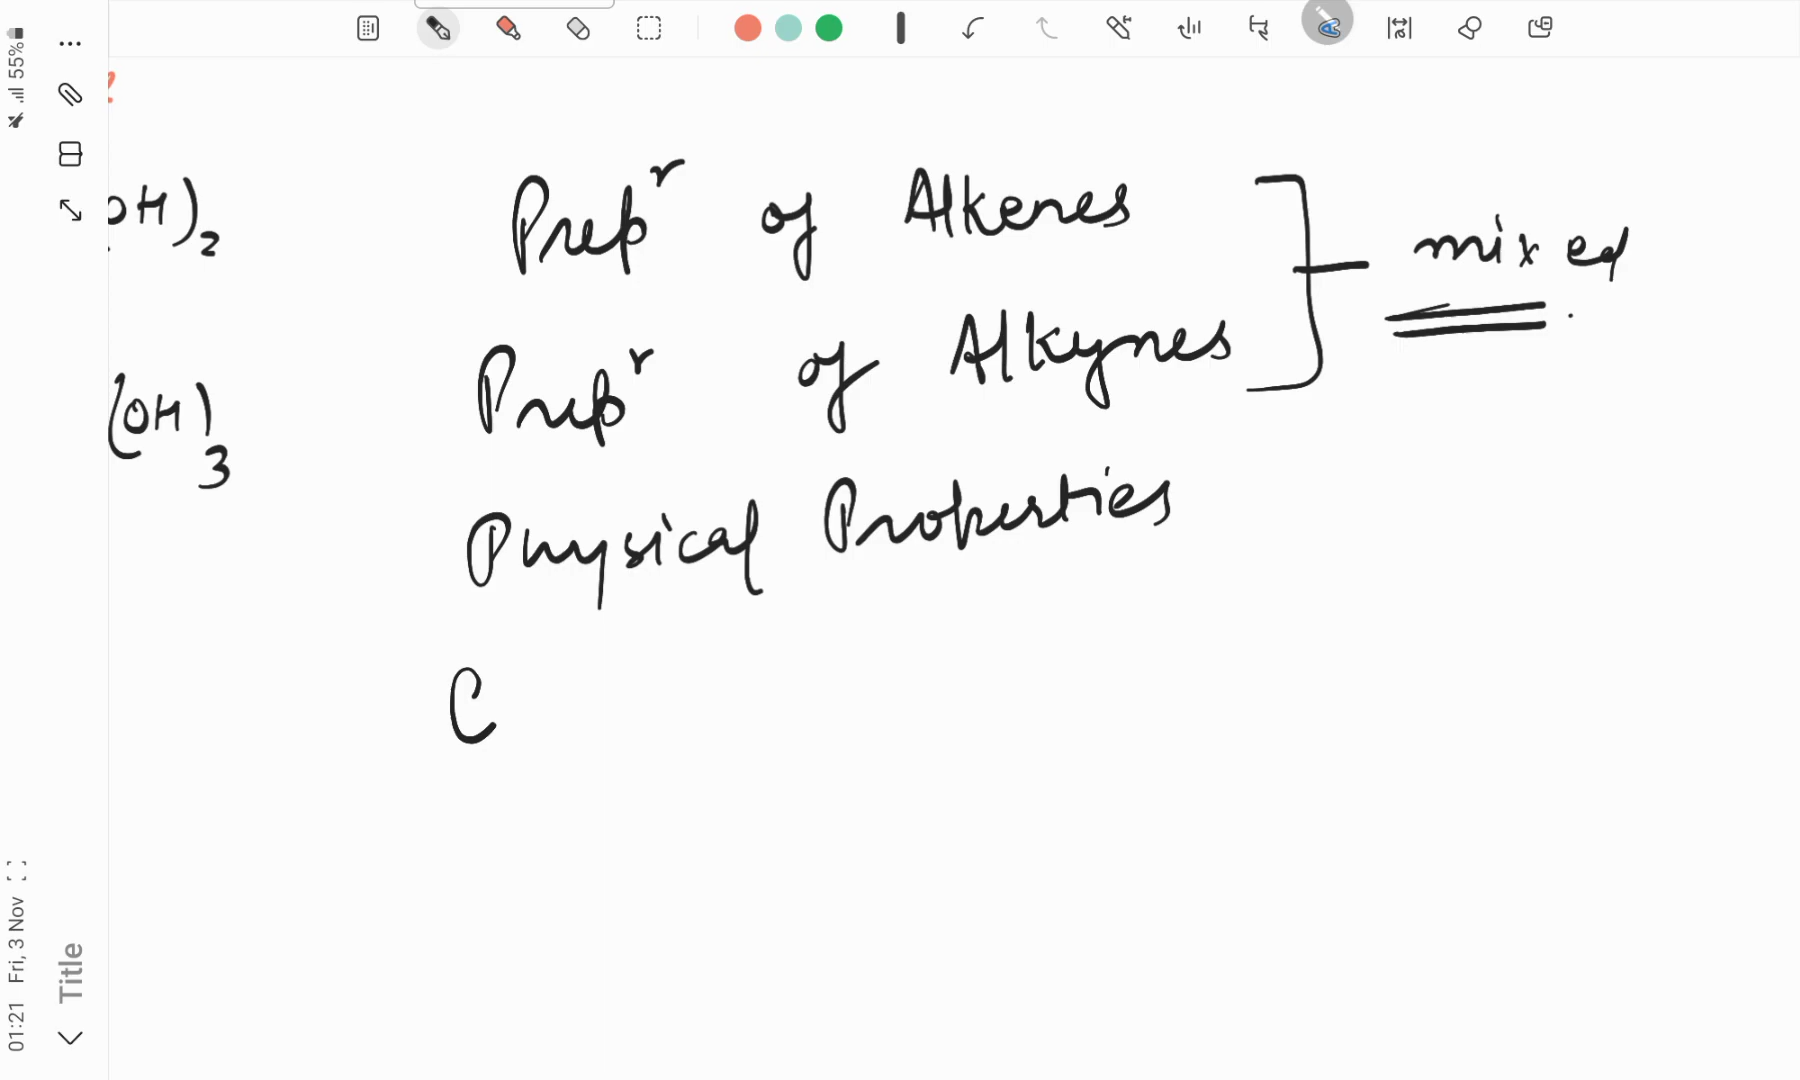 OH)2
(OH)3
Prepʳ of Alkenes
Prepʳ of Alkynes
mixed
Physical Properties
C
55%
01:21 Fri, 3 Nov
Title